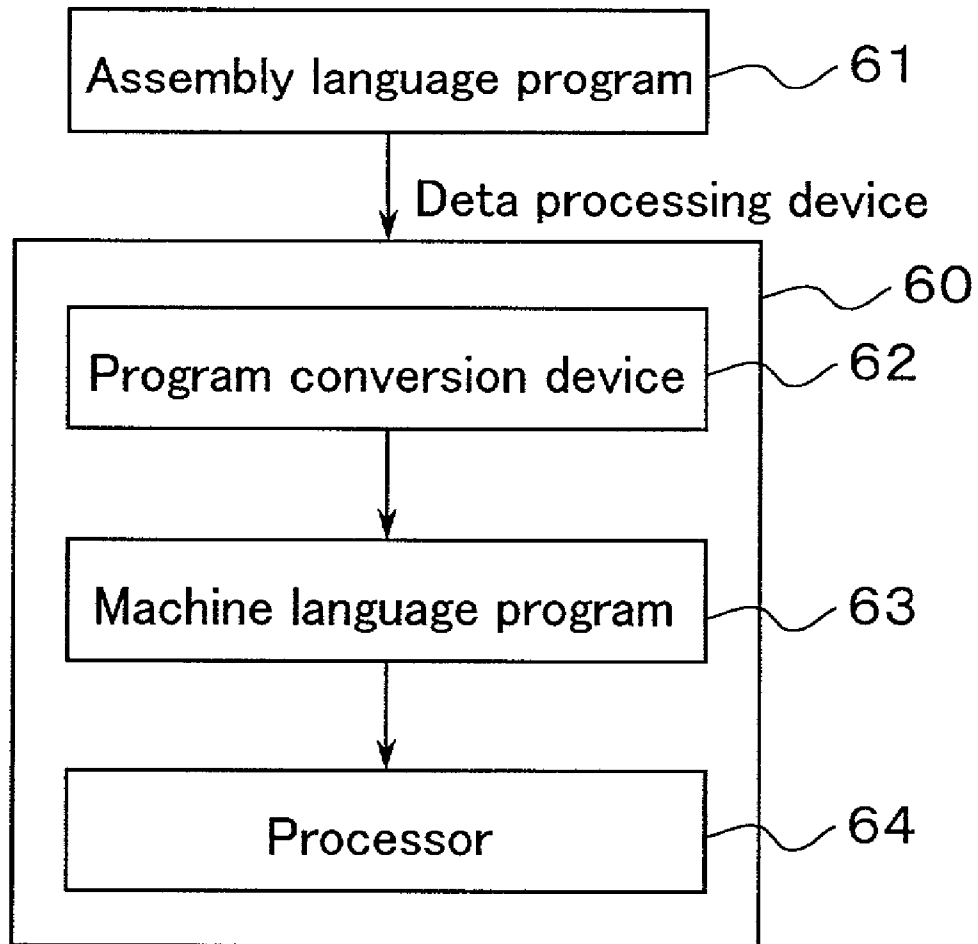 Assembly language program
61
Deta processing device
60
Program conversion device
62
Machine language program
63
Processor
64